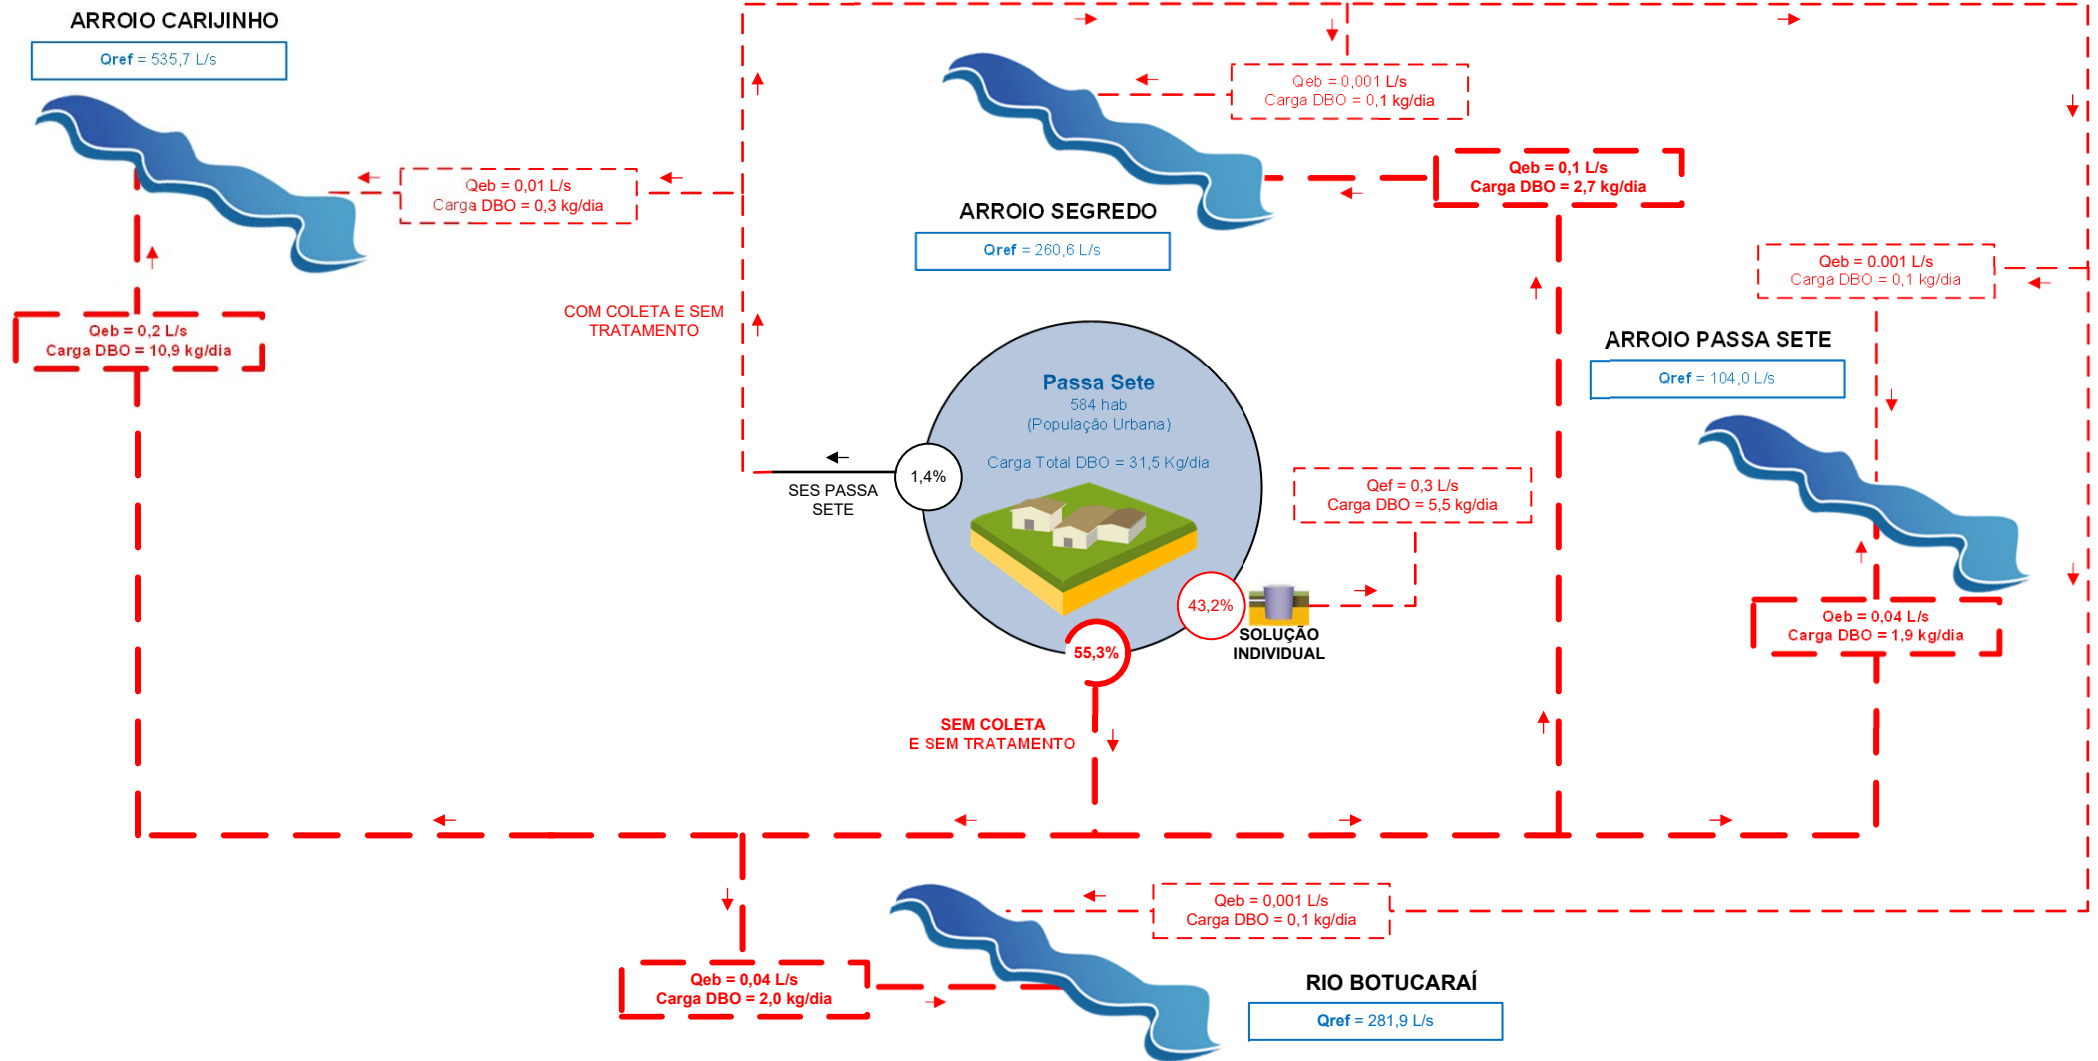 ARROIO CARIJINHO
Qref = 535,7 L/s
Qeb = 0,01 L/s
Carga DBO = 0,3 kg/dia
Qeb = 0,2 L/s
Carga DBO = 10,9 kg/dia
COM COLETA E SEM
TRATAMENTO
Qeb = 0,001 L/s
Carga DBO = 0,1 kg/dia
Qeb = 0,1 L/s
Carga DBO = 2,7 kg/dia
ARROIO SEGREDO
Qref = 260,6 L/s
Qeb = 0.001 L/s
Carga DBO = 0,1 kg/dia
ARROIO PASSA SETE
Qref = 104,0 L/s
Passa Sete
584 hab
(População Urbana)
Carga Total DBO = 31,5 Kg/dia
1,4%
SES PASSA
SETE
Qef = 0,3 L/s
Carga DBO = 5,5 kg/dia
43,2%
SOLUÇÃO
INDIVIDUAL
55,3%
Qeb = 0,04 L/s
Carga DBO = 1,9 kg/dia
SEM COLETA
E SEM TRATAMENTO
Qeb = 0,001 L/s
Carga DBO = 0,1 kg/dia
Qeb = 0,04 L/s
Carga DBO = 2,0 kg/dia
RIO BOTUCARAÍ
Qref = 281,9 L/s